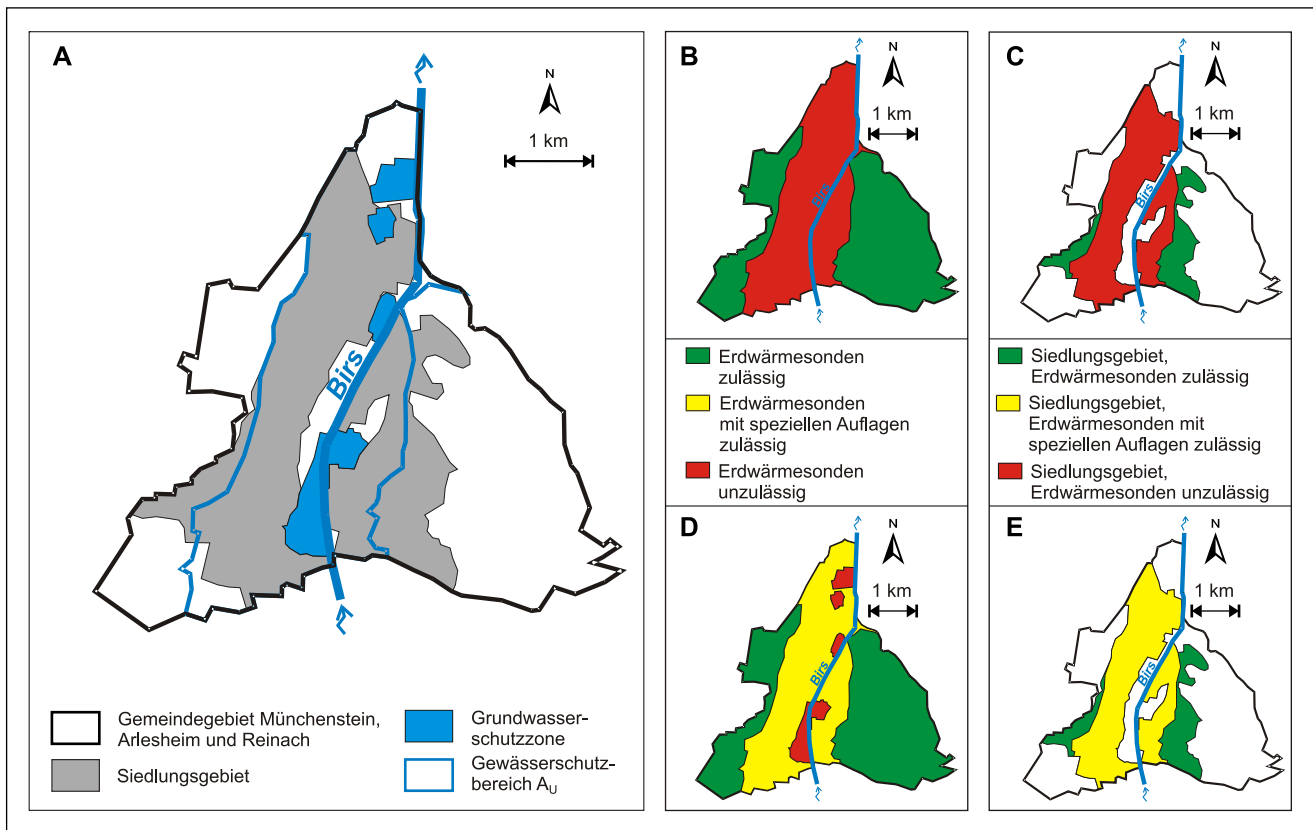 A
N
1 km
Birs
Gemeindegebiet Münchenstein,
Arlesheim und Reinach
Siedlungsgebiet
Grundwasser-
schutzzone
Gewässerschutz-
bereich AU
B
N
1 km
Birs
Erdwärmesonden
zulässig
Erdwärmesonden
mit speziellen Auflagen
zulässig
Erdwärmesonden
unzulässig
C
N
1 km
Birs
Siedlungsgebiet,
Erdwärmesonden zulässig
Siedlungsgebiet,
Erdwärmesonden mit
speziellen Auflagen zulässig
Siedlungsgebiet,
Erdwärmesonden unzulässig
D
N
1 km
Birs
E
N
1 km
Birs